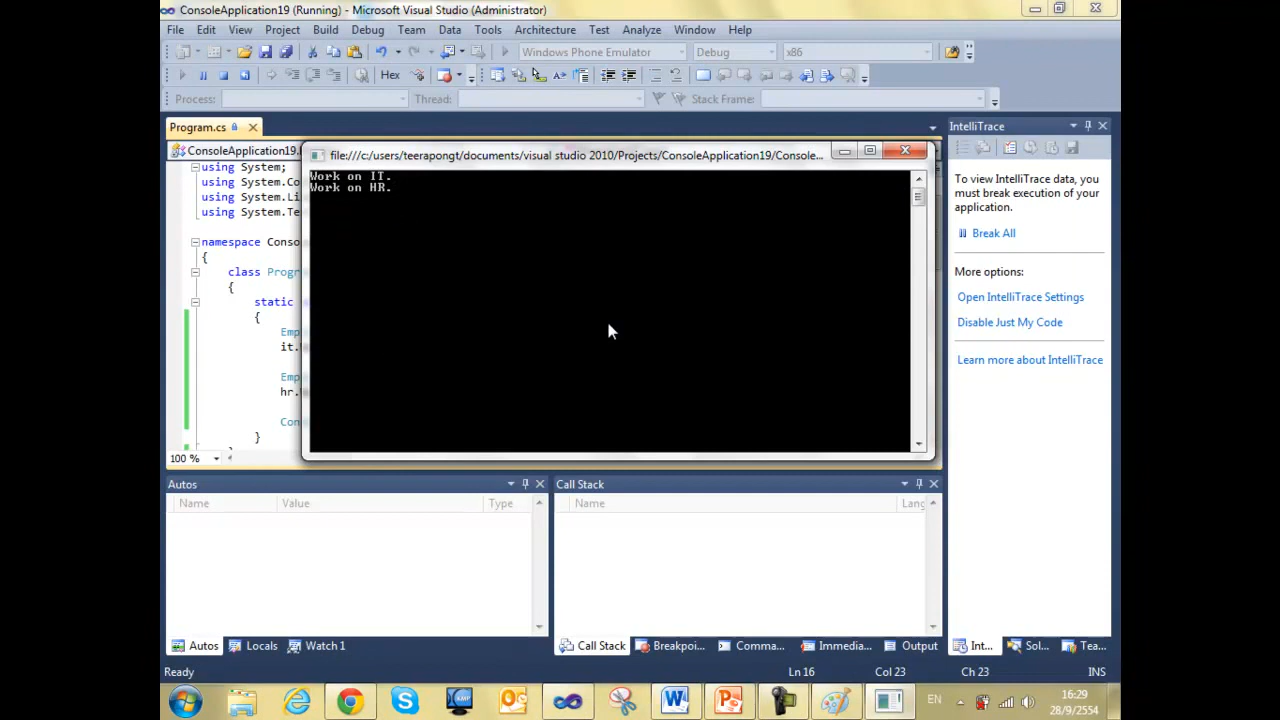 ConsoleApplication19 (Running) - Microsoft Visual Studio (Administrator)
File Edit View Project Build Debug Team Data Tools Architecture Test Analyze Window Help
Windows Phone Emulator Debug x86
Hex
Process: Thread: Stack Frame:
Program.cs
IntelliTrace
ConsoleApplication19.
file:///c:/users/teerapongt/documents/visual studio 2010/Projects/ConsoleApplication19/Console...
Work on IT.
Work on HR.
using System;
using System.Co
using System.Li
using System.Te
namespace Conso
{
class Progr
{
static
{
Emp
it.
Emp
hr.
Con
}
100 %
To view IntelliTrace data, you
must break execution of your
application.
Break All
More options:
Open IntelliTrace Settings
Disable Just My Code
Learn more about IntelliTrace
Autos
Name Value Type
Call Stack
Name Lang
Autos Locals Watch 1
Call Stack Breakpoi... Comma... Immedia... Output
Int... Sol... Tea...
Ready Ln 16 Col 23 Ch 23 INS
EN
16:29
28/9/2554